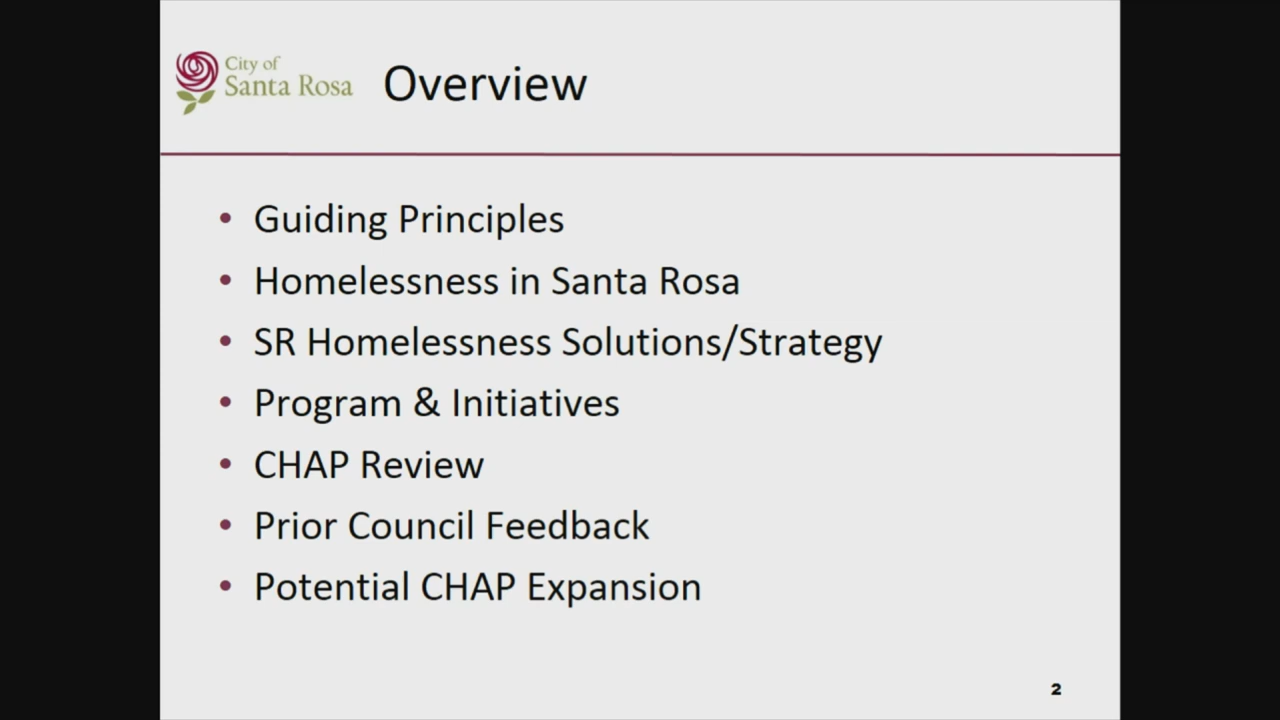 City of
Santa Rosa
Overview
• Guiding Principles
• Homelessness in Santa Rosa
• SR Homelessness Solutions/Strategy
• Program & Initiatives
• CHAP Review
• Prior Council Feedback
• Potential CHAP Expansion
2